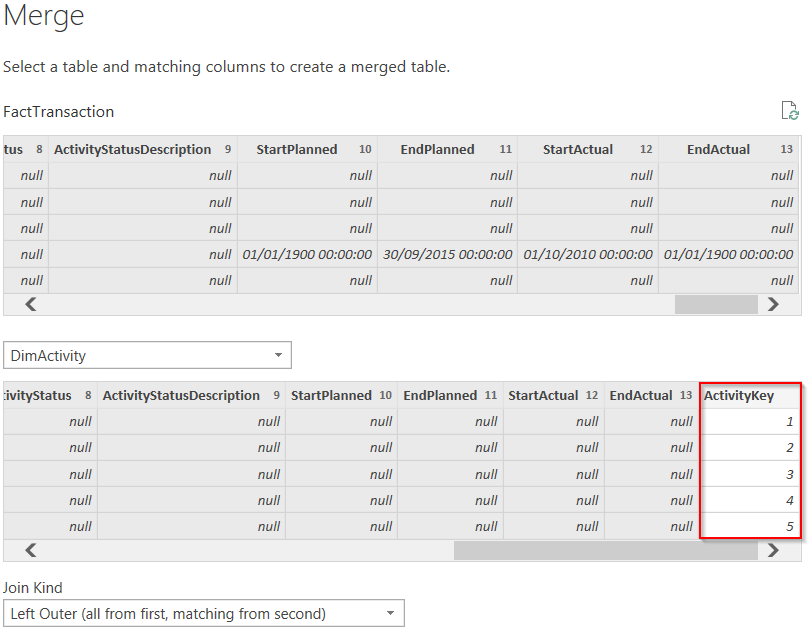 Merge
Select a table and matching columns to create a merged table.
FactTransaction
tus 8 ActivityStatusDescription 9 StartPlanned 10 EndPlanned 11 StartActual 12 EndActual 13
null null null null null null
null null null null null null
null null null null null null
null null 01/01/1900 00:00:00 30/09/2015 00:00:00 01/10/2010 00:00:00 01/01/1900 00:00:00
null null null null null null
DimActivity
ivityStatus 8 ActivityStatusDescription 9 StartPlanned 10 EndPlanned 11 StartActual 12 EndActual 13 ActivityKey
null null null null null null 1
null null null null null null 2
null null null null null null 3
null null null null null null 4
null null null null null null 5
Join Kind
Left Outer (all from first, matching from second)